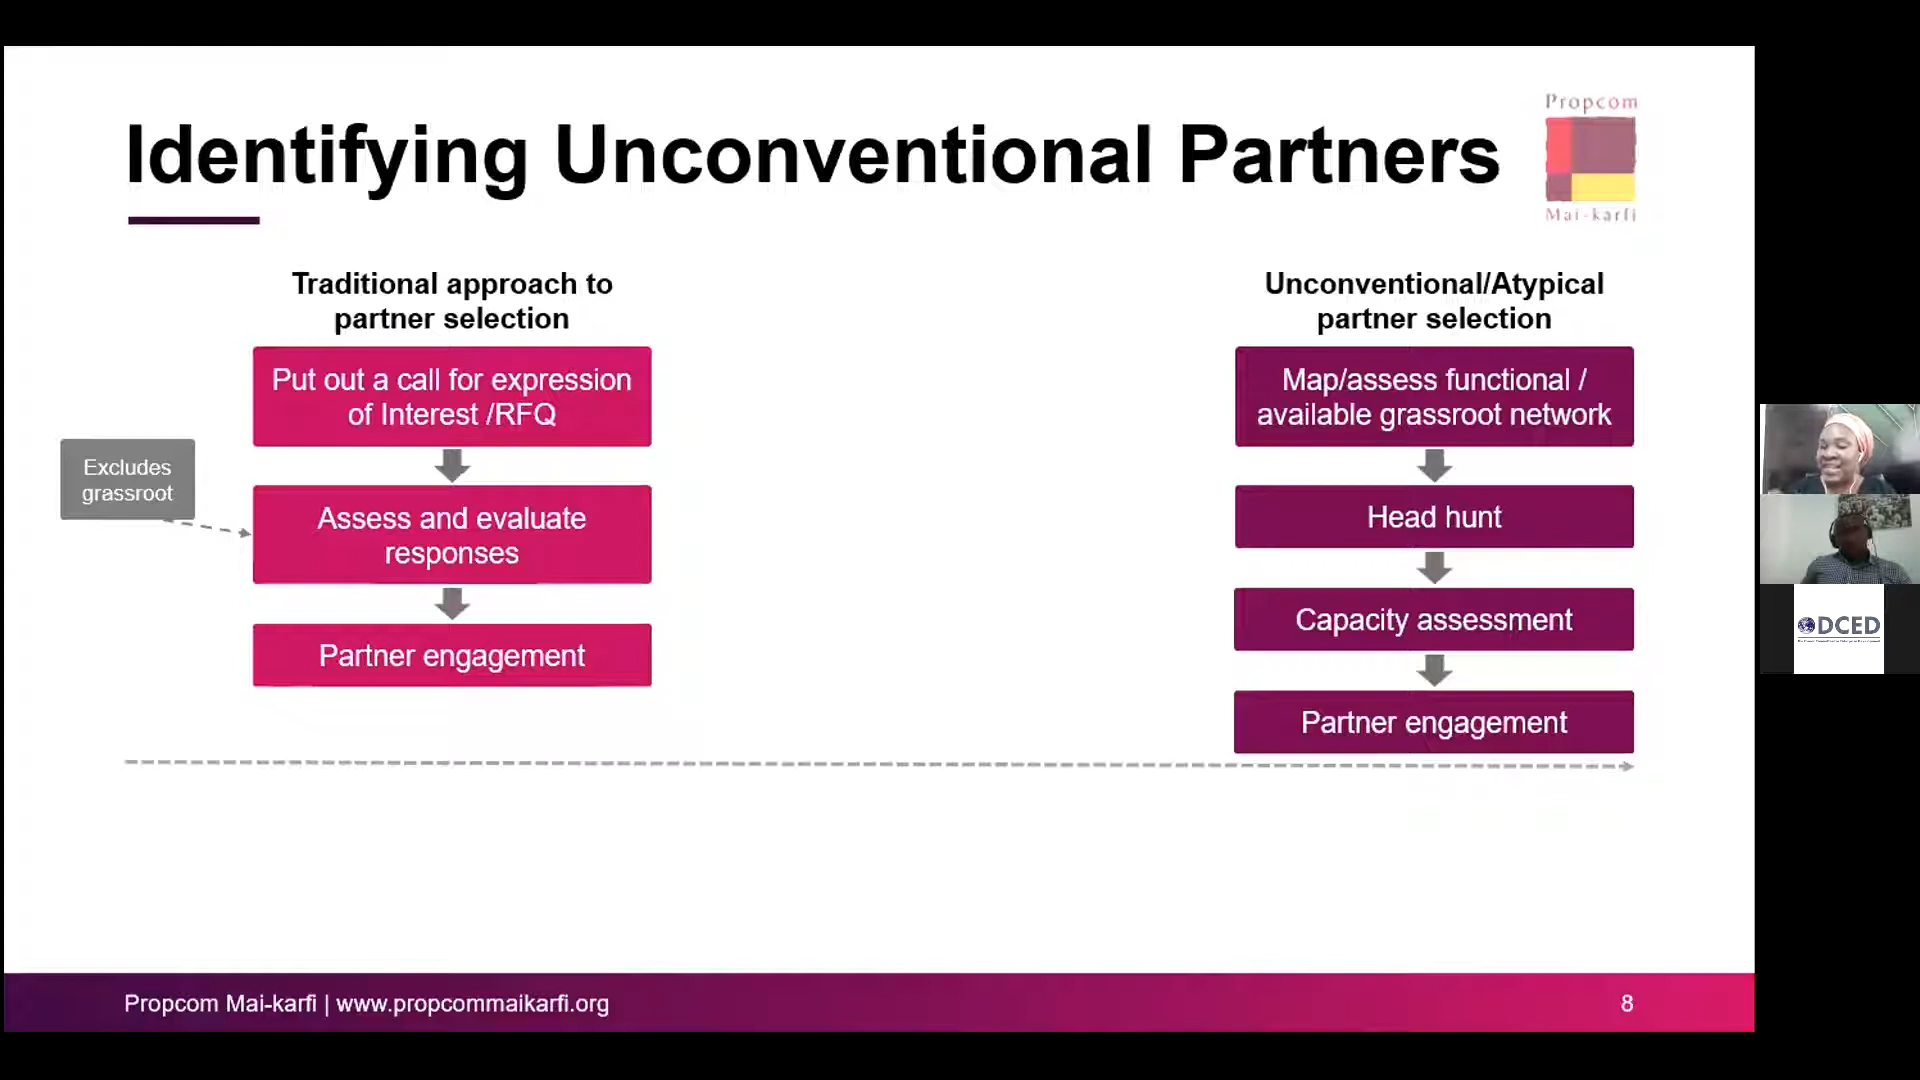 Identifying Unconventional Partners
Propcom
Mai-karfi
Traditional approach to
partner selection
Put out a call for expression
of Interest /RFQ
Excludes
grassroot
Assess and evaluate
responses
Partner engagement
Unconventional/Atypical
partner selection
Map/assess functional /
available grassroot network
Head hunt
Capacity assessment
Partner engagement
DCED
Propcom Mai-karfi | www.propcommaikarfi.org
8